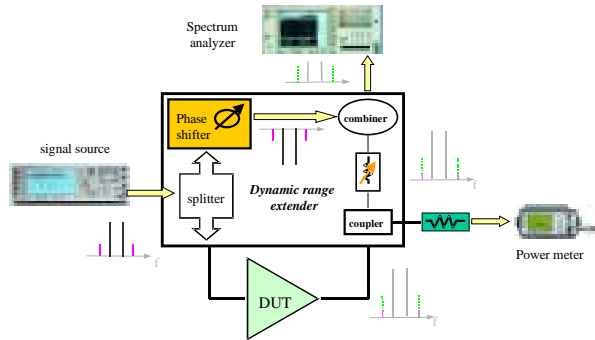 Spectrum
analyzer
Phase
shifter
combiner
signal source
splitter
Dynamic range
extender
coupler
f
f
f
DUT
Power meter
f